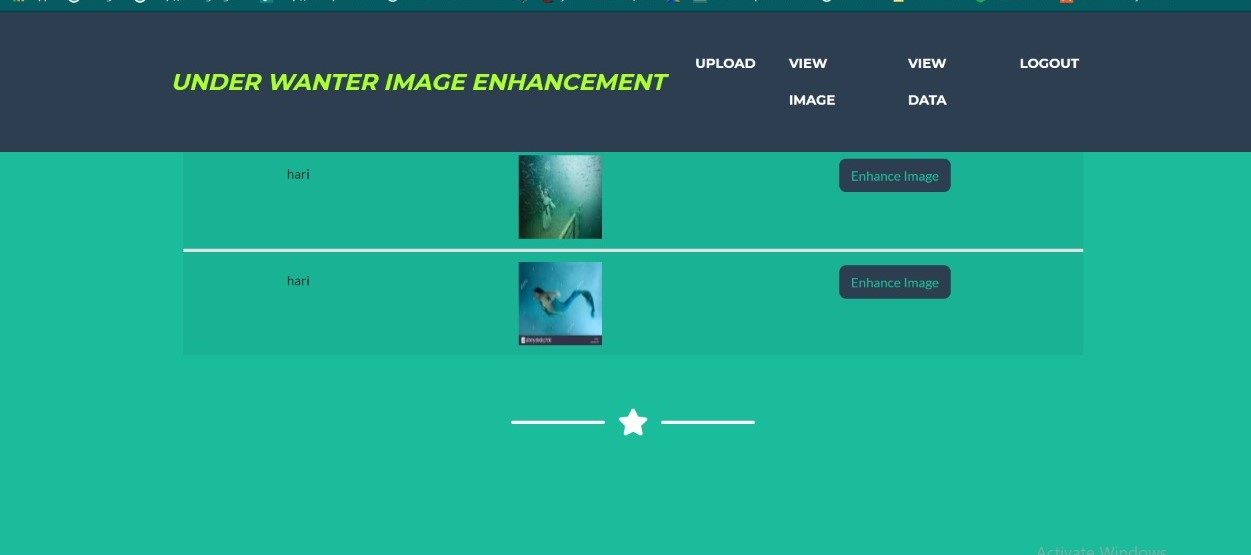 UNDER WANTER IMAGE ENHANCEMENT
UPLOAD
VIEW
IMAGE
VIEW
DATA
LOGOUT
hari
Enhance Image
hari
Enhance Image
Activate Windows